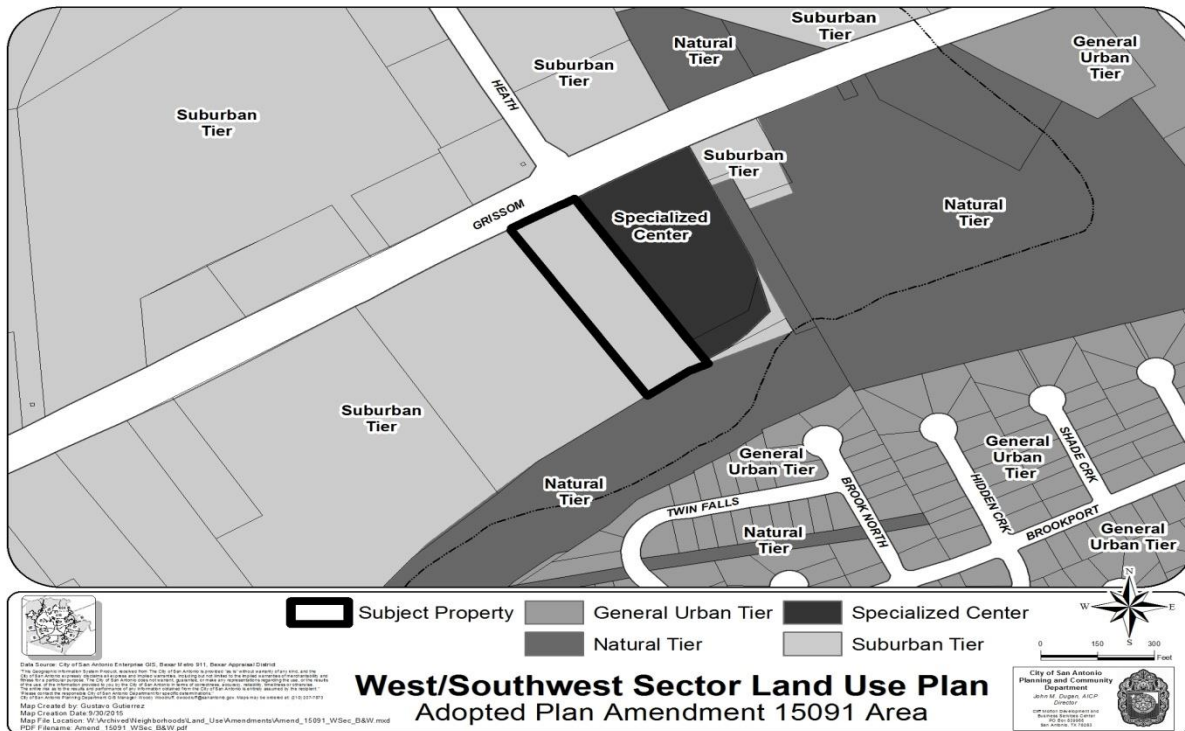 Suburban
Tier
Natural
Tier
General
Urban
Tier
Suburban
Tier
HEATH
Suburban
Tier
Suburban
Tier
GRISSOM
Specialized
Center
Natural
Tier
Suburban
Tier
Natural
Tier
General
Urban Tier
General
Urban
Tier
SHADE CRK
HIDDEN CRK
TWIN FALLS
BROOK NORTH
BROOKPORT
Natural
Tier
General
Urban Tier
N
W
E
S
Subject Property
General Urban Tier
Specialized Center
Natural Tier
Suburban Tier
0 150 300
Feet
Data Source: City of San Antonio Enterprise GIS, Bexar Metro 911, Bexar Appraisal District
Map Created by: Gustavo Gutierrez
Map Creation Date: 9/30/2015
Map File Location: W:\Archived\Neighborhoods\Land_Use\Amendments\Amend_15091_WSec_B&W.mxd
PDF Filename: Amend_15091_WSec_B&W.pdf
West/Southwest Sector Land Use Plan
Adopted Plan Amendment 15091 Area
City of San Antonio
Planning and Community
Department
John M. Dugan, AICP
Director